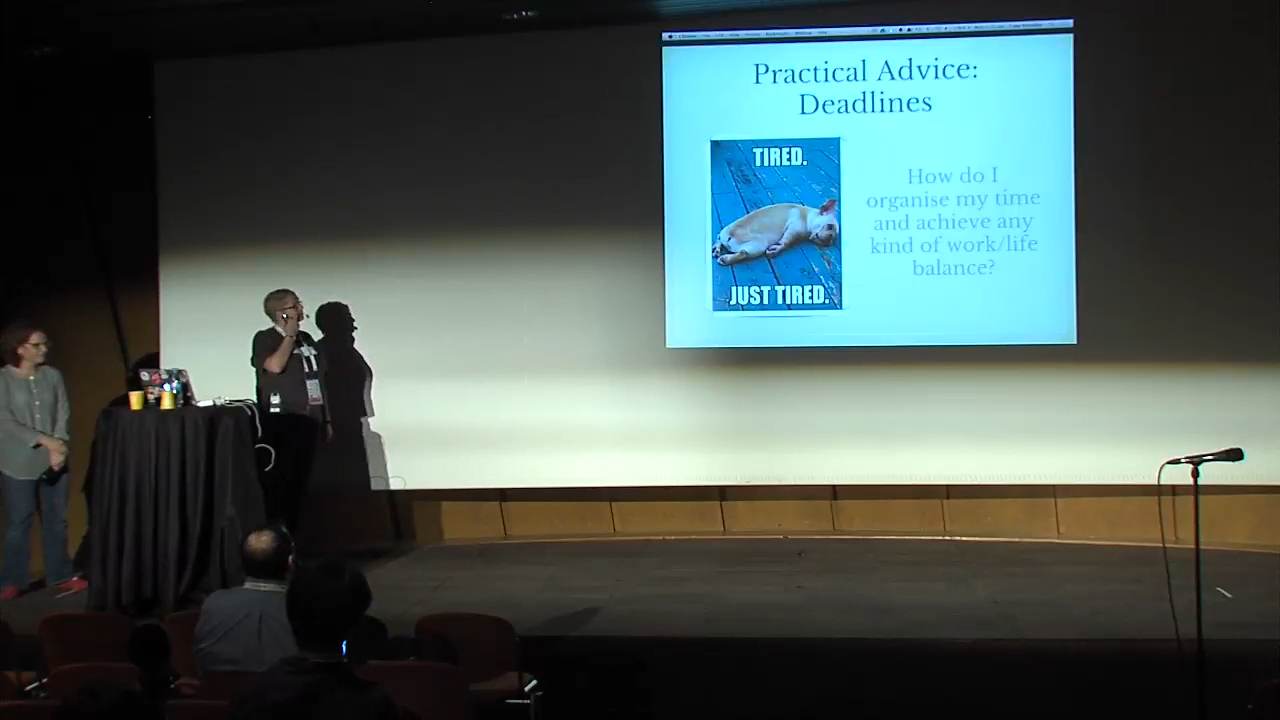 Practical Advice:
Deadlines
TIRED.
JUST TIRED.
How do I
organise my time
and achieve any
kind of work/life
balance?